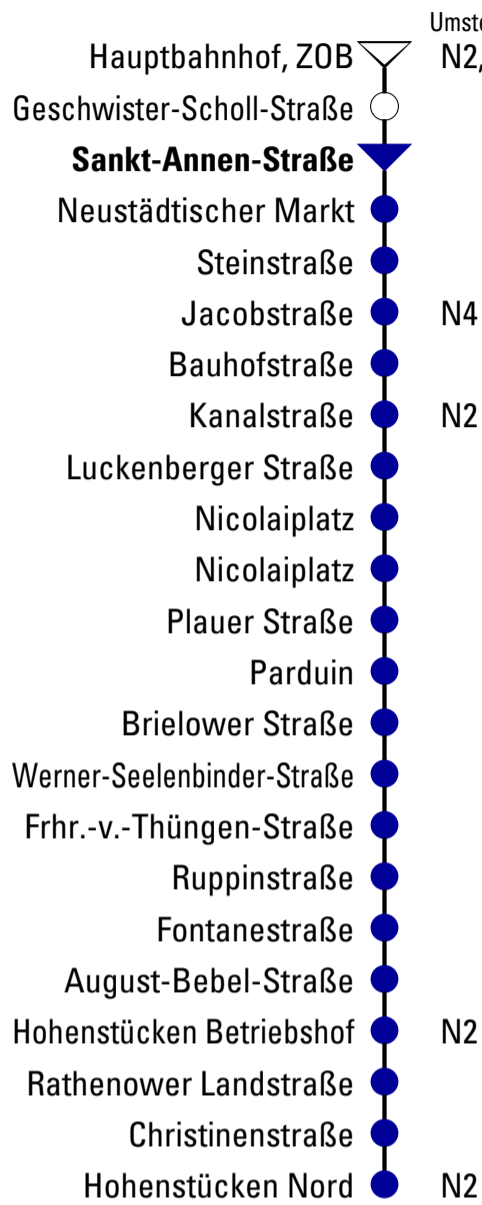 Hauptbahnhof, ZOB N2,
Geschwister-Scholl-Straße
Sankt-Annen-Straße
Neustädtischer Markt
Steinstraße
Jacobstraße N4
Bauhofstraße
Kanalstraße N2
Luckenberger Straße
Nicolaiplatz
Nicolaiplatz
Plauer Straße
Parduin
Brielower Straße
Werner-Seelenbinder-Straße
Frhr.-v.-Thüngen-Straße
Ruppinstraße
Fontanestraße
August-Bebel-Straße
Hohenstücken Betriebshof N2
Rathenower Landstraße
Christinenstraße
Hohenstücken Nord N2